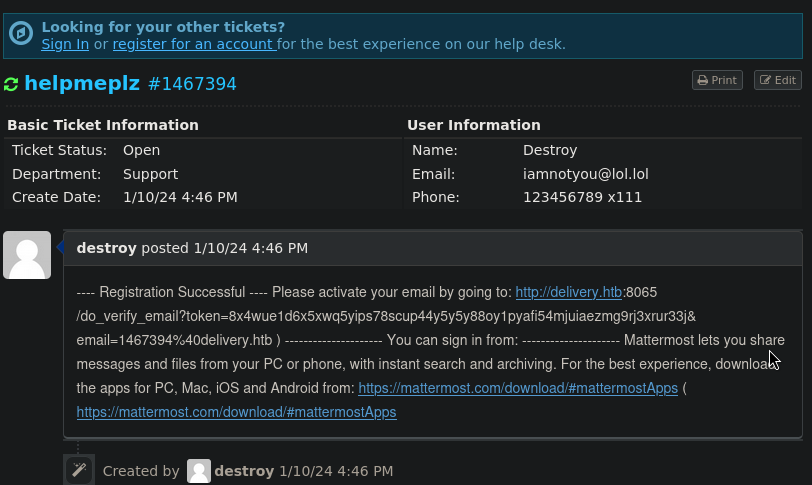 Looking for your other tickets?
Sign In or register for an account for the best experience on our help desk.
helpmeplz #1467394
Print
Edit
Basic Ticket Information
User Information
Ticket Status: Open
Name: Destroy
Department: Support
Email: iamnotyou@lol.lol
Create Date: 1/10/24 4:46 PM
Phone: 123456789 x111
destroy posted 1/10/24 4:46 PM
---- Registration Successful ---- Please activate your email by going to: http://delivery.htb:8065
/do_verify_email?token=8x4wue1d6x5xwq5yips78scup44y5y5y88oy1pyafi54mjuiaezmg9rj3xrur33j&
email=1467394%40delivery.htb ) --------------------- You can sign in from: --------------------- Mattermost lets you share
messages and files from your PC or phone, with instant search and archiving. For the best experience, download
the apps for PC, Mac, iOS and Android from: https://mattermost.com/download/#mattermostApps (
https://mattermost.com/download/#mattermostApps
Created by destroy 1/10/24 4:46 PM